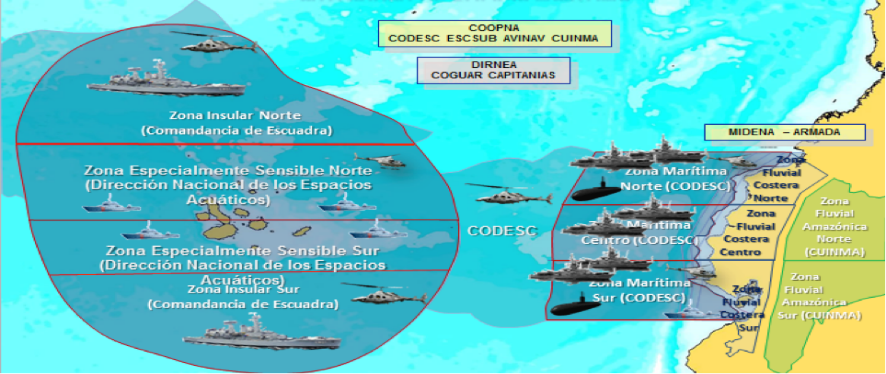 COOPNA
CODESC ESCSUB AVINAV CUINMA
DIRNEA
COGUAR CAPITANIAS
MIDENA – ARMADA
Zona Insular Norte
(Comandancia de Escuadra)
Zona Especialmente Sensible Norte
(Dirección Nacional de los Espacios
Acuáticos)
Zona Especialmente Sensible Sur
(Dirección Nacional de los Espacios
Acuáticos)
Zona Insular Sur
(Comandancia de Escuadra)
CODESC
Zona Marítima
Norte (CODESC)
Marítima
Centro (CODESC)
Zona Marítima
Sur (CODESC)
Zona
Fluvial
Costera
Norte
Zona
Fluvial
Costera
Centro
Zona
Fluvial
Costera
Sur
Zona
Fluvial
Amazónica
Norte
(CUINMA)
Zona
Fluvial
Amazónica
Sur (CUINMA)